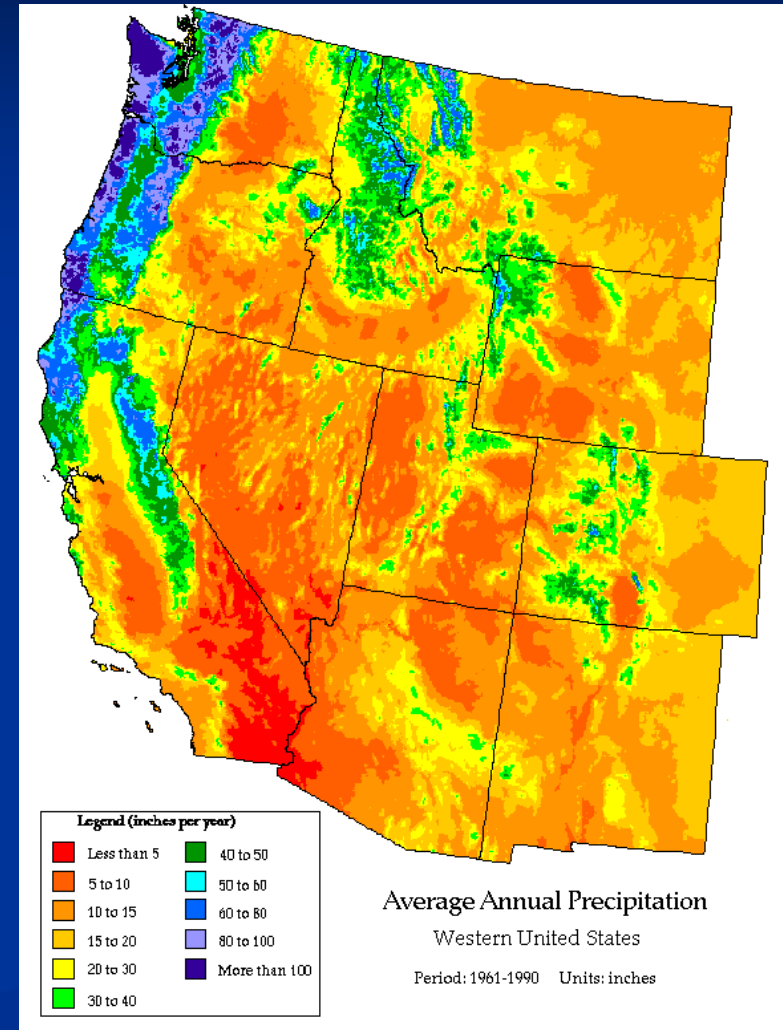 Legend (inches per year)
Less than 5
5 to 10
10 to 15
15 to 20
20 to 30
30 to 40
40 to 50
50 to 60
60 to 80
80 to 100
More than 100
Average Annual Precipitation
Western United States
Period: 1961-1990 Units: inches